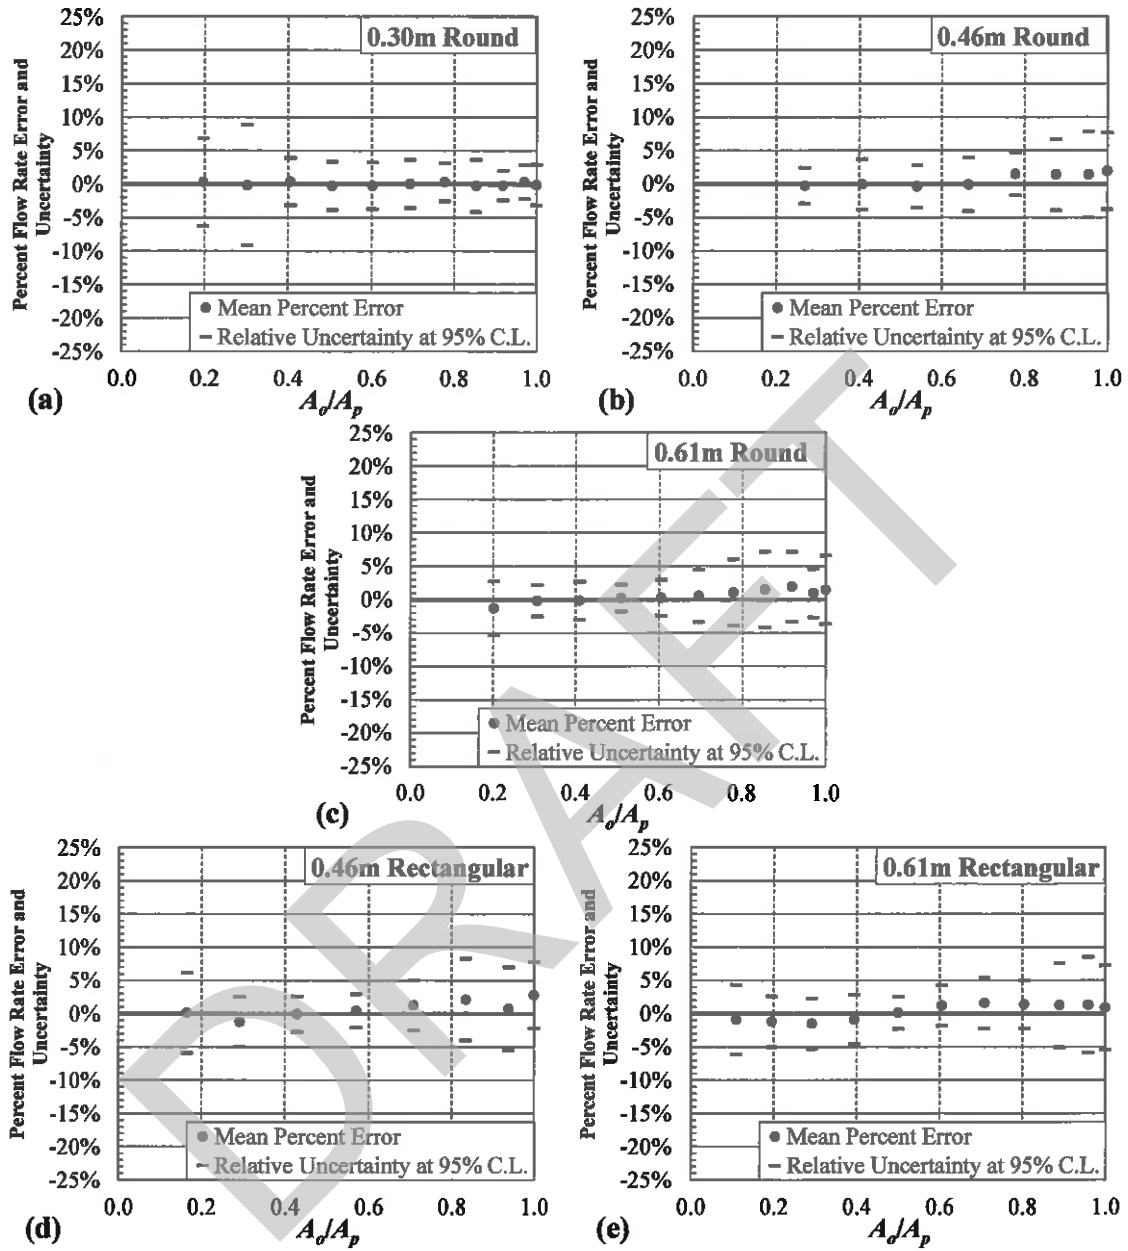 0.30m Round
25%
20%
15%
10%
5%
0%
-5%
-10%
-15%
-20%
-25%
Percent Flow Rate Error and
Uncertainty
Mean Percent Error
Relative Uncertainty at 95% C.L.
0.0 0.2 0.4 0.6 0.8 1.0
(a) Ao/Ap
0.46m Round
25%
20%
15%
10%
5%
0%
-5%
-10%
-15%
-20%
-25%
Percent Flow Rate Error and
Uncertainty
Mean Percent Error
Relative Uncertainty at 95% C.L.
0.0 0.2 0.4 0.6 0.8 1.0
(b) Ao/Ap
0.61m Round
25%
20%
15%
10%
5%
0%
-5%
-10%
-15%
-20%
-25%
Percent Flow Rate Error and
Uncertainty
Mean Percent Error
Relative Uncertainty at 95% C.L.
0.0 0.2 0.4 0.6 0.8 1.0
(c) Ao/Ap
0.46m Rectangular
25%
20%
15%
10%
5%
0%
-5%
-10%
-15%
-20%
-25%
Percent Flow Rate Error and
Uncertainty
Mean Percent Error
Relative Uncertainty at 95% C.L.
0.0 0.2 0.4 0.6 0.8 1.0
(d) Ao/Ap
0.61m Rectangular
25%
20%
15%
10%
5%
0%
-5%
-10%
-15%
-20%
-25%
Percent Flow Rate Error and
Uncertainty
Mean Percent Error
Relative Uncertainty at 95% C.L.
0.0 0.2 0.4 0.6 0.8 1.0
(e) Ao/Ap
DRAFT